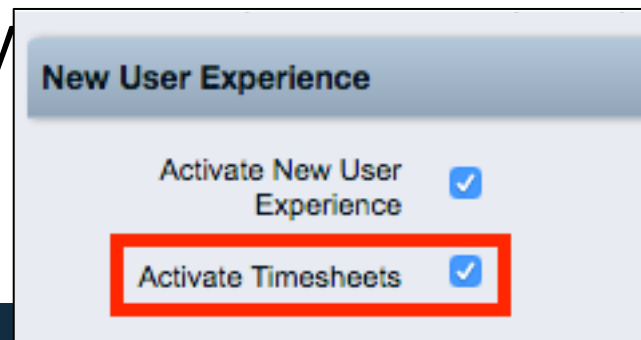 New User Experience
Activate New User
Experience
Activate Timesheets